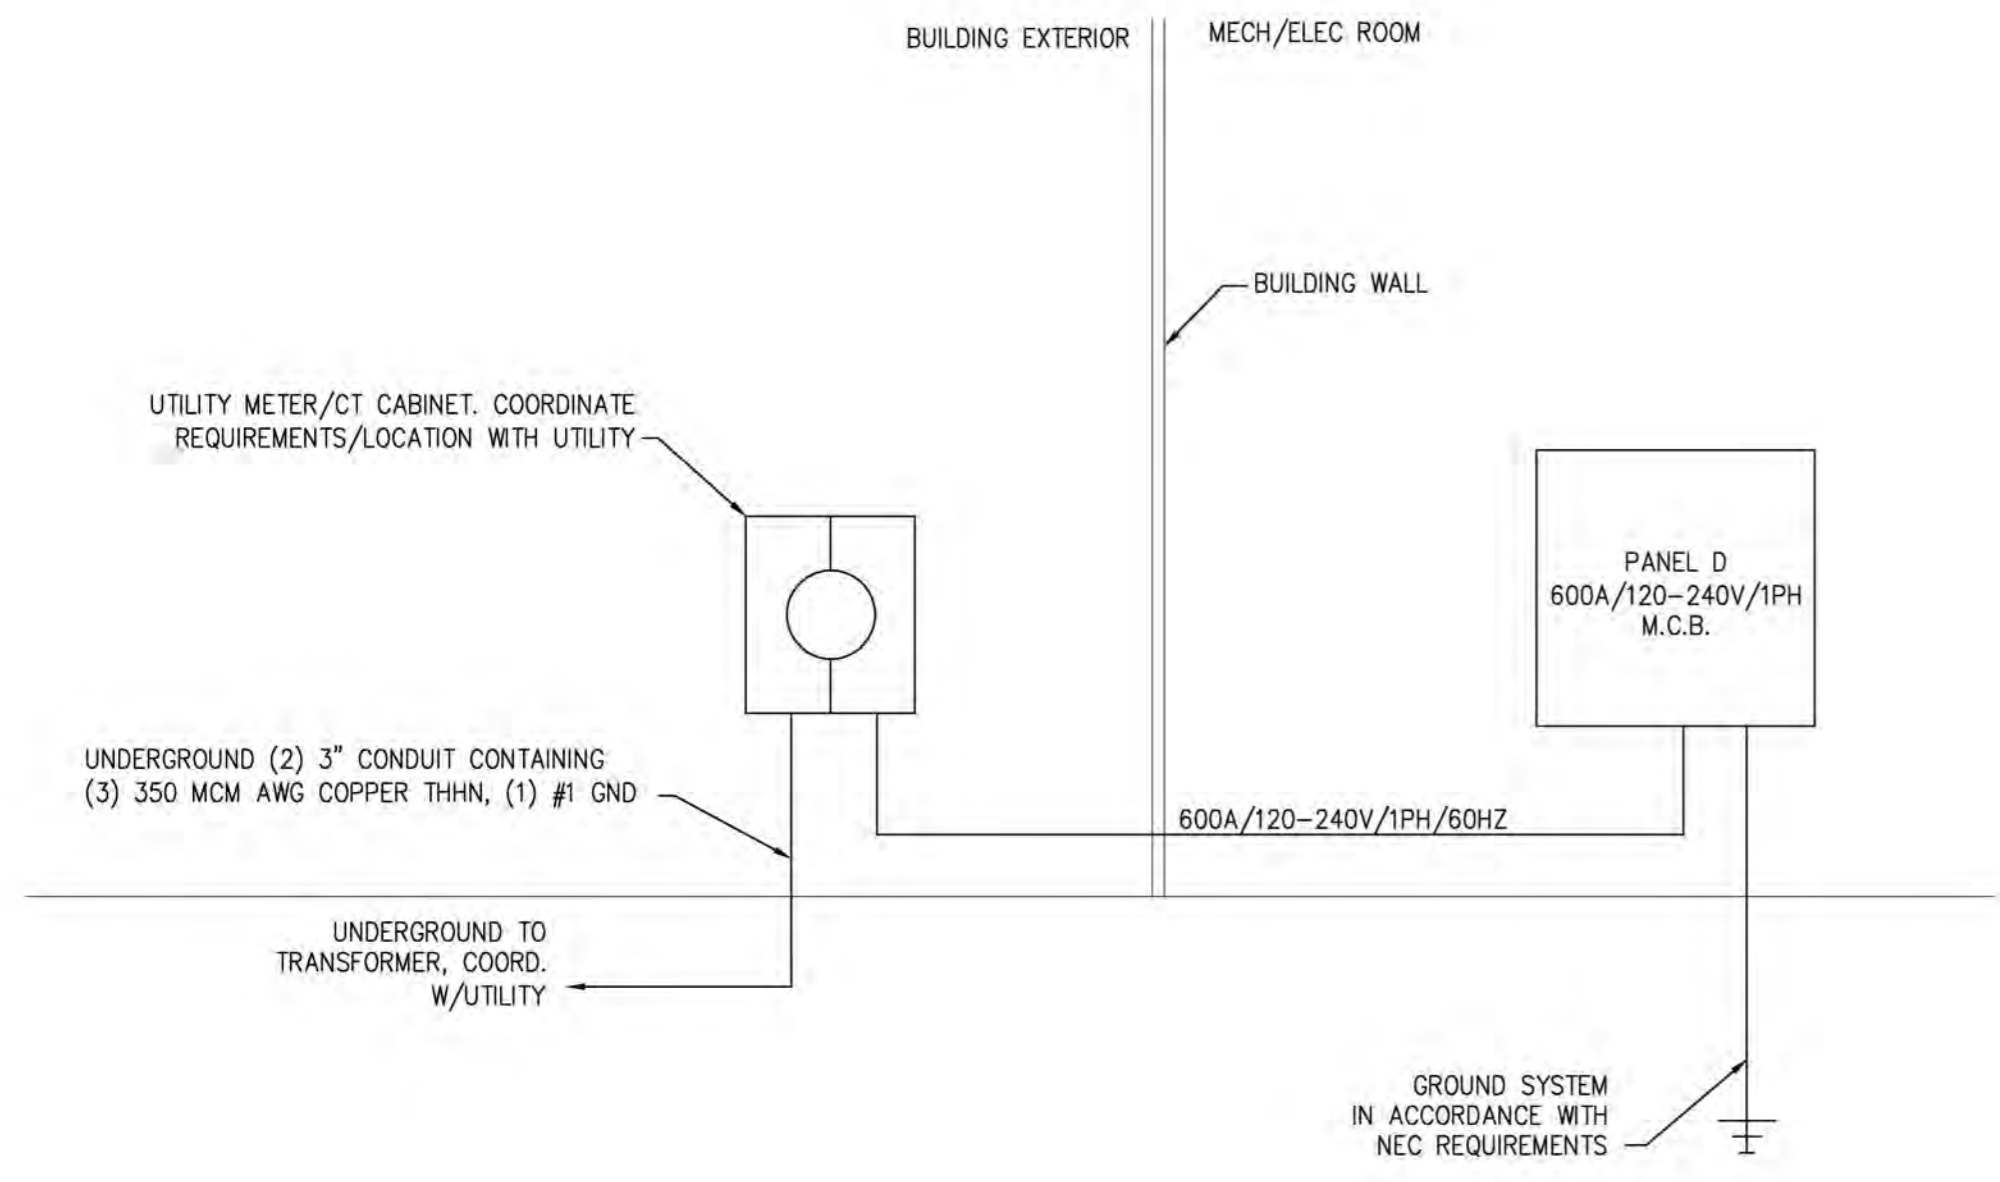 BUILDING EXTERIOR
MECH/ELEC ROOM
BUILDING WALL
UTILITY METER/CT CABINET. COORDINATE
REQUIREMENTS/LOCATION WITH UTILITY
PANEL D
600A/120-240V/1PH
M.C.B.
UNDERGROUND (2) 3" CONDUIT CONTAINING
(3) 350 MCM AWG COPPER THHN, (1) #1 GND
600A/120-240V/1PH/60HZ
UNDERGROUND TO
TRANSFORMER, COORD.
W/UTILITY
GROUND SYSTEM
IN ACCORDANCE WITH
NEC REQUIREMENTS